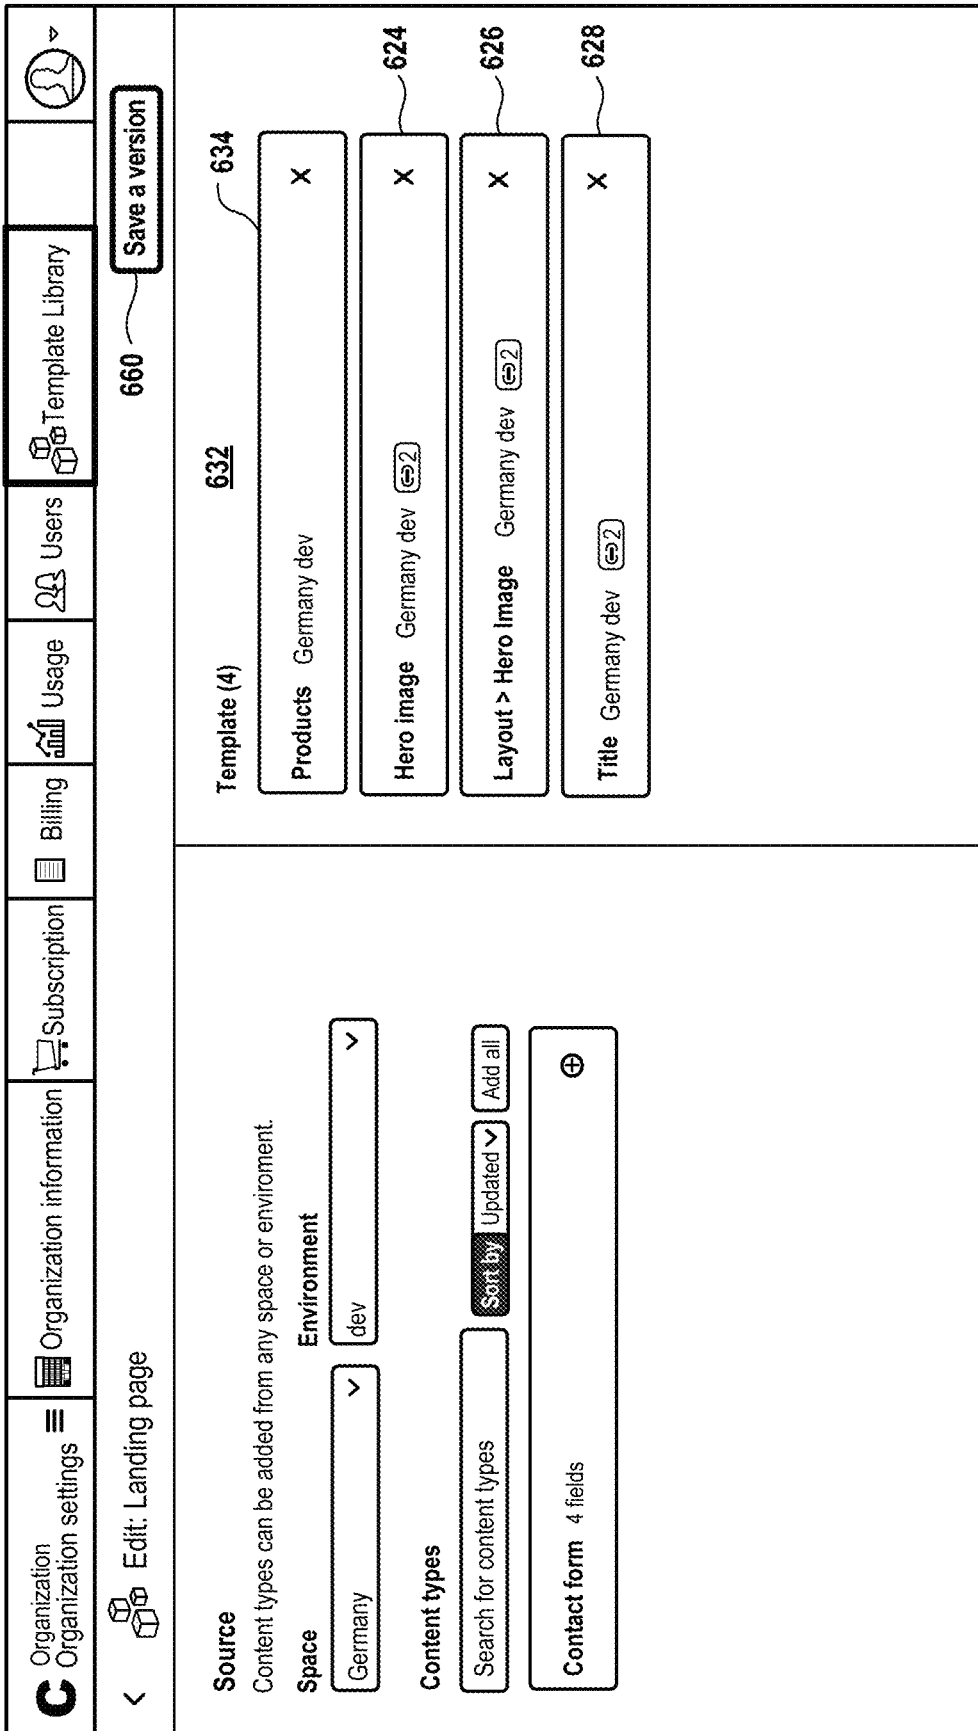 Organization
Organization settings
Organization information
Subscription
Billing
Usage
Users
Template Library
Edit: Landing page
660
Save a version
Source
Content types can be added from any space or enviroment.
Space
Environment
Germany
dev
Content types
Search for content types
Sort by
Updated
Add all
Contact form 4 fields
Template (4)
632
634
Products Germany dev X
Hero image Germany dev 2 X
624
Layout > Hero Image Germany dev 2 X
626
Title Germany dev 2 X
628